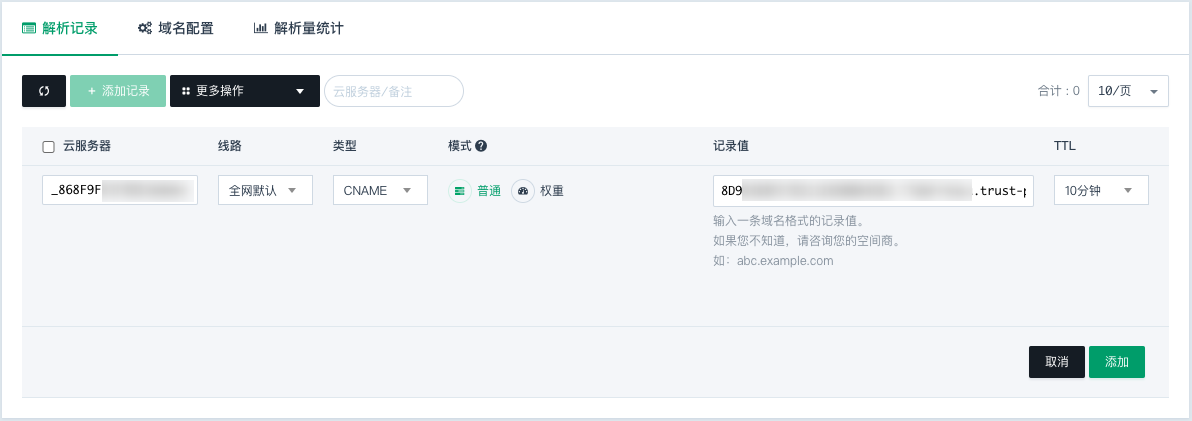 解析记录 域名配置 解析量统计
+ 添加记录 更多操作 云服务器/备注 合计 : 0 10/页
云服务器 线路 类型 模式 ? 记录值 TTL
_868F9F 全网默认 CNAME 普通 权重 8D9 .trust-p 10分钟
输入一条域名格式的记录值。
如果您不知道，请咨询您的空间商。
如：abc.example.com
取消 添加